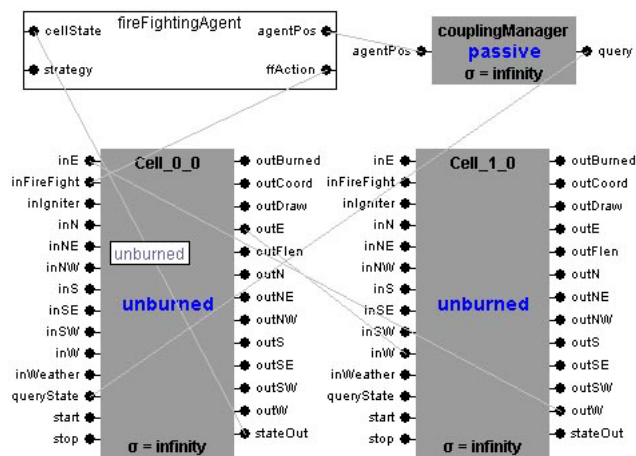 fireFightingAgent
cellState agentPos
strategy ffAction
couplingManager
agentPos passive query
σ = infinity
Cell_0_0
inE outBurned
inFireFight outCoord
inIgniter outDraw
inN outE
inNE outFlen
inNW outN
inS outNE
inSE outNW
inSW outS
inW outSE
inWeather outSW
queryState outW
start stateOut
stop
unburned
unburned
σ = infinity
Cell_1_0
inE outBurned
inFireFight outCoord
inIgniter outDraw
inN outE
inNE outFlen
inNW outN
inS outNE
inSE outNW
inSW outS
inW outSE
inWeather outSW
queryState outW
start stateOut
stop
unburned
σ = infinity